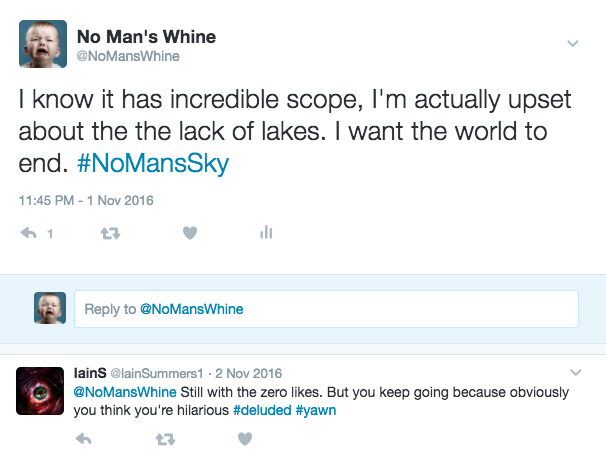 No Man's Whine
@NoMansWhine
I know it has incredible scope, I'm actually upset
about the the lack of lakes. I want the world to
end. #NoMansSky
11:45 PM - 1 Nov 2016
1
Reply to @NoMansWhine
IainS @IainSummers1 · 2 Nov 2016
@NoMansWhine Still with the zero likes. But you keep going because obviously
you think you're hilarious #deluded #yawn